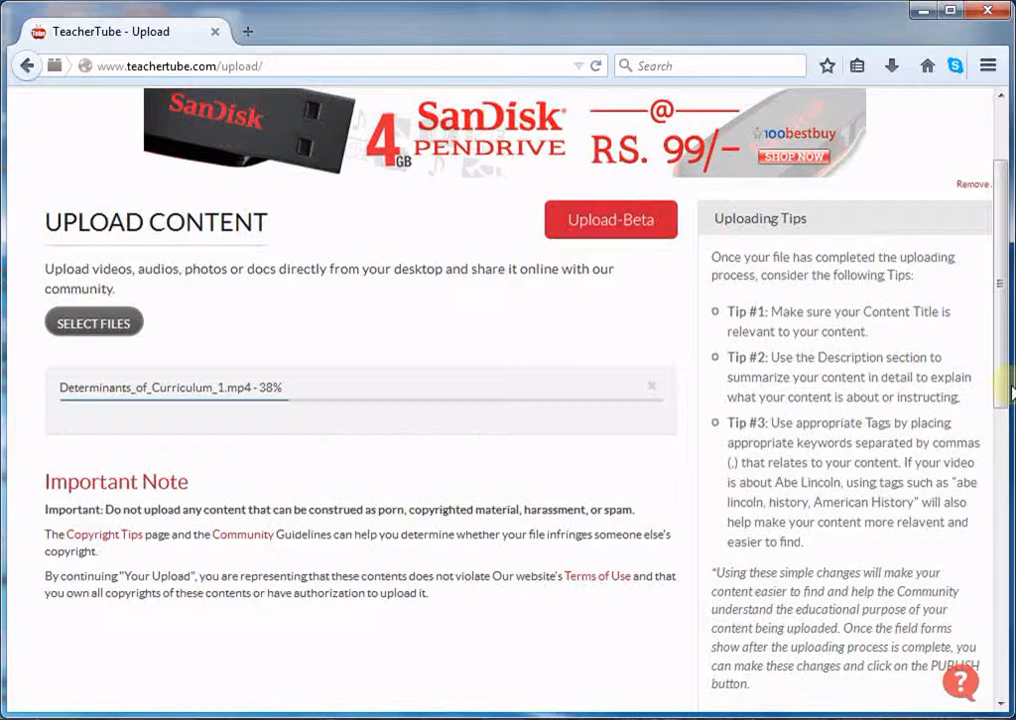 TeacherTube - Upload
www.teachertube.com/upload/
Search
SanDisk
4 GB
SanDisk
PENDRIVE
@
RS. 99/-
100bestbuy
SHOP NOW
Remove
UPLOAD CONTENT
Upload-Beta
Upload videos, audios, photos or docs directly from your desktop and share it online with our
community.
SELECT FILES
Determinants_of_Curriculum_1.mp4 - 38%
Important Note
Important: Do not upload any content that can be construed as porn, copyrighted material, harassment, or spam.
The Copyright Tips page and the Community Guidelines can help you determine whether your file infringes someone else's
copyright.
By continuing "Your Upload", you are representing that these contents does not violate Our website's Terms of Use and that
you own all copyrights of these contents or have authorization to upload it.
Uploading Tips
Once your file has completed the uploading
process, consider the following Tips:
Tip #1: Make sure your Content Title is
relevant to your content.
Tip #2: Use the Description section to
summarize your content in detail to explain
what your content is about or instructing.
Tip #3: Use appropriate Tags by placing
appropriate keywords separated by commas
(,) that relates to your content. If your video
is about Abe Lincoln, using tags such as "abe
lincoln, history, American History" will also
help make your content more relavent and
easier to find.
*Using these simple changes will make your
content easier to find and help the Community
understand the educational purpose of your
content being uploaded. Once the field forms
show after the uploading process is complete, you
can make these changes and click on the PUBLISH
button.
?